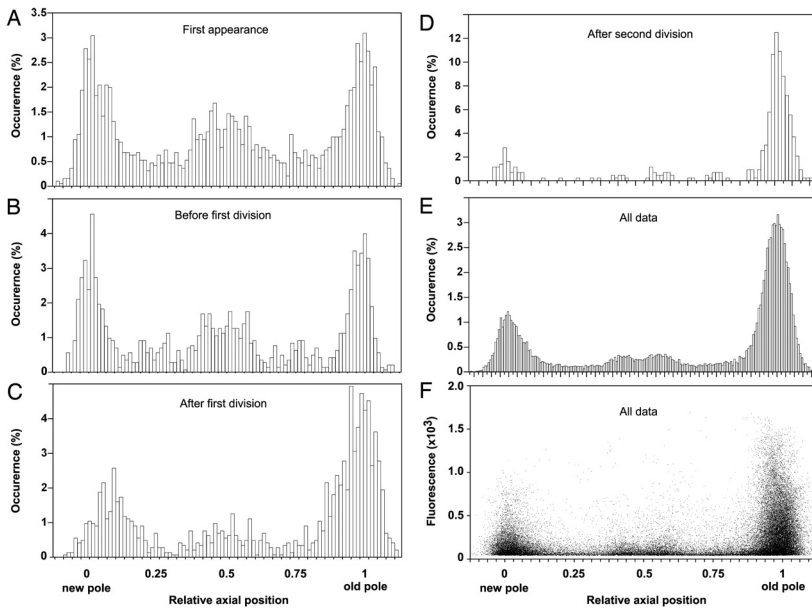 A
First appearance
Occurernce (%)
3.5
3
2.5
2
1.5
1
0.5
0
B
Before first division
Occurernce (%)
4
3
2
1
0
C
After first division
Occurernce (%)
4
3
2
1
0
0 0.25 0.5 0.75 1
new pole old pole
Relative axial position
D
After second division
Occurernce (%)
12
10
8
6
4
2
0
E
All data
Occurernce (%)
3
2.5
2
1.5
1
0.5
0
F
All data
Fluorescence (x10³)
2.0
1.5
1.0
0.5
0
0 0.25 0.5 0.75 1
new pole old pole
Relative axial position